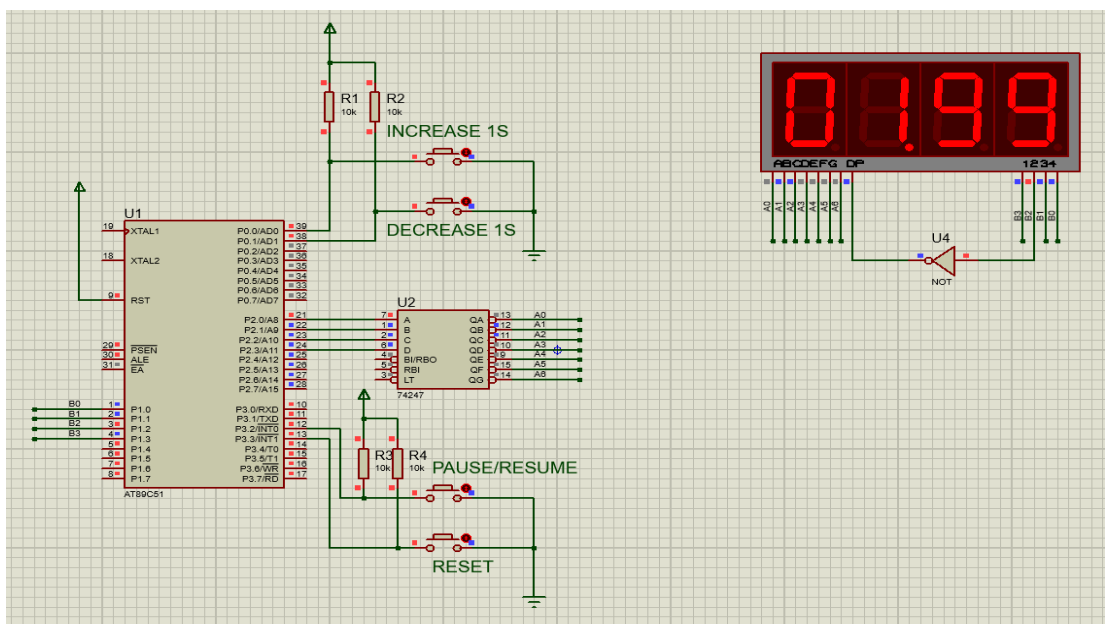 R1
10k
R2
10k
INCREASE 1S
DECREASE 1S
0 1.99
ABCDEFG DP
1234
A0
A1
A2
A3
A4
A5
A6
B3
B2
B1
B0
U4
NOT
U1
19
XTAL1
18
XTAL2
9
RST
29
PSEN
30
ALE
31
EA
B0
1
P1.0
B1
2
P1.1
B2
3
P1.2
B3
4
P1.3
5
P1.4
6
P1.5
7
P1.6
8
P1.7
P0.0/AD0
39
P0.1/AD1
38
P0.2/AD2
37
P0.3/AD3
36
P0.4/AD4
35
P0.5/AD5
34
P0.6/AD6
33
P0.7/AD7
32
P2.0/A8
21
P2.1/A9
22
P2.2/A10
23
P2.3/A11
24
P2.4/A12
25
P2.5/A13
26
P2.6/A14
27
P2.7/A15
28
P3.0/RXD
10
P3.1/TXD
11
P3.2/INT0
12
P3.3/INT1
13
P3.4/T0
14
P3.5/T1
15
P3.6/WR
16
P3.7/RD
17
AT89C51
U2
7
A
1
B
2
C
6
D
4
BI/RBO
5
RBI
3
LT
QA
13
A0
QB
12
A1
QC
11
A2
QD
10
A3
QE
9
A4
QF
15
A5
QG
14
A6
74247
R3
10k
R4
10k
PAUSE/RESUME
RESET